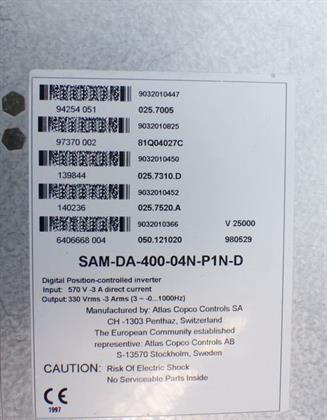 9032010447
94254 051 025.7005
9032010825
97370 002 81Q04027C
9032010450
139844 025.7310.D
9032010452
140236 025.7520.A
9032010366 V 25000
6406668 004 050.121020 980529
SAM-DA-400-04N-P1N-D
Digital Position-controlled inverter
Input: 570 V -3 A direct current
Output:330 Vrms -3 Arms (3 ~ -0...1000Hz)
Manufactured by: Atlas Copco Controls SA
CH -1303 Penthaz, Switzerland
The European Community established
representive: Atlas Copco Controls AB
S-13570 Stockholm, Sweden
CAUTION: Risk Of Electric Shock
No Serviceable Parts Inside
CE
1997